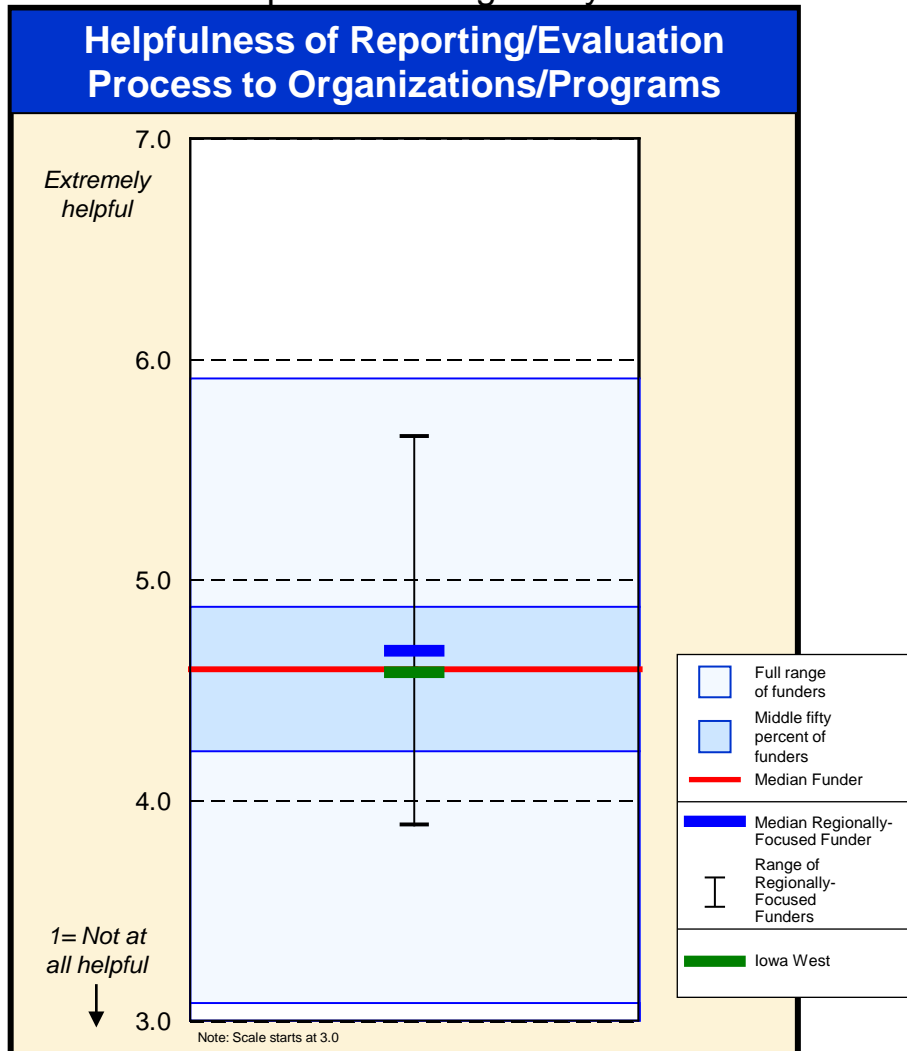 Helpfulness of Reporting/Evaluation
Process to Organizations/Programs
7.0
Extremely
helpful
6.0
5.0
4.0
1= Not at
all helpful
3.0
Note: Scale starts at 3.0
Full range
of funders
Middle fifty
percent of
funders
Median Funder
Median Regionally-
Focused Funder
Range of
Regionally-
Focused
Funders
Iowa West